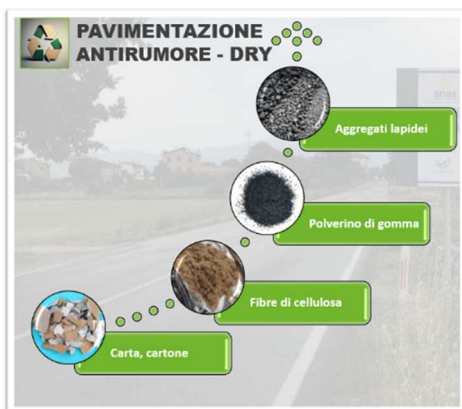 PAVIMENTAZIONE
ANTIRUMORE - DRY
anas
Aggregati lapidei
Polverino di gomma
Fibre di cellulosa
Carta, cartone